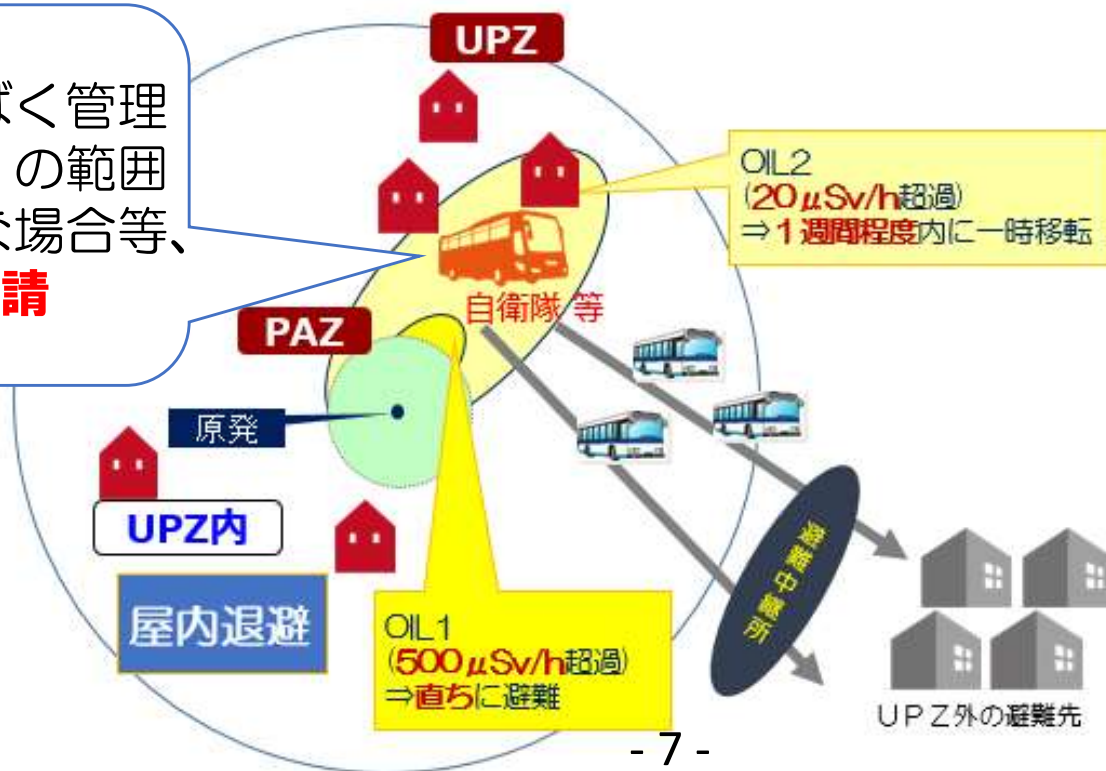 UPZ
ばく管理
」の範囲
な場合等、
請
OIL2
(20μSv/h超過)
⇒1週間程度内に一時移転
自衛隊 等
PAZ
原発
UPZ内
屋内退避
OIL1
(500μSv/h超過)
⇒直ちに避難
避難中継所
UPZ外の避難先
- 7 -